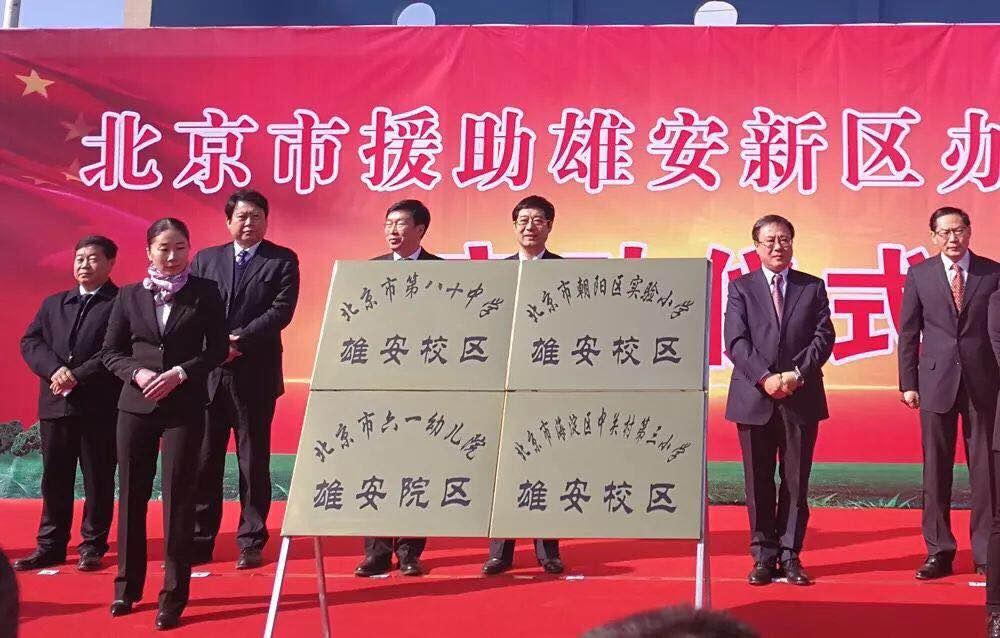 北京市援助雄安新区办
仪式
北京市第八十中学
雄安校区
北京市朝阳区实验小学
雄安校区
北京市六一幼儿院
雄安院区
北京市海淀区中关村第三小学
雄安校区